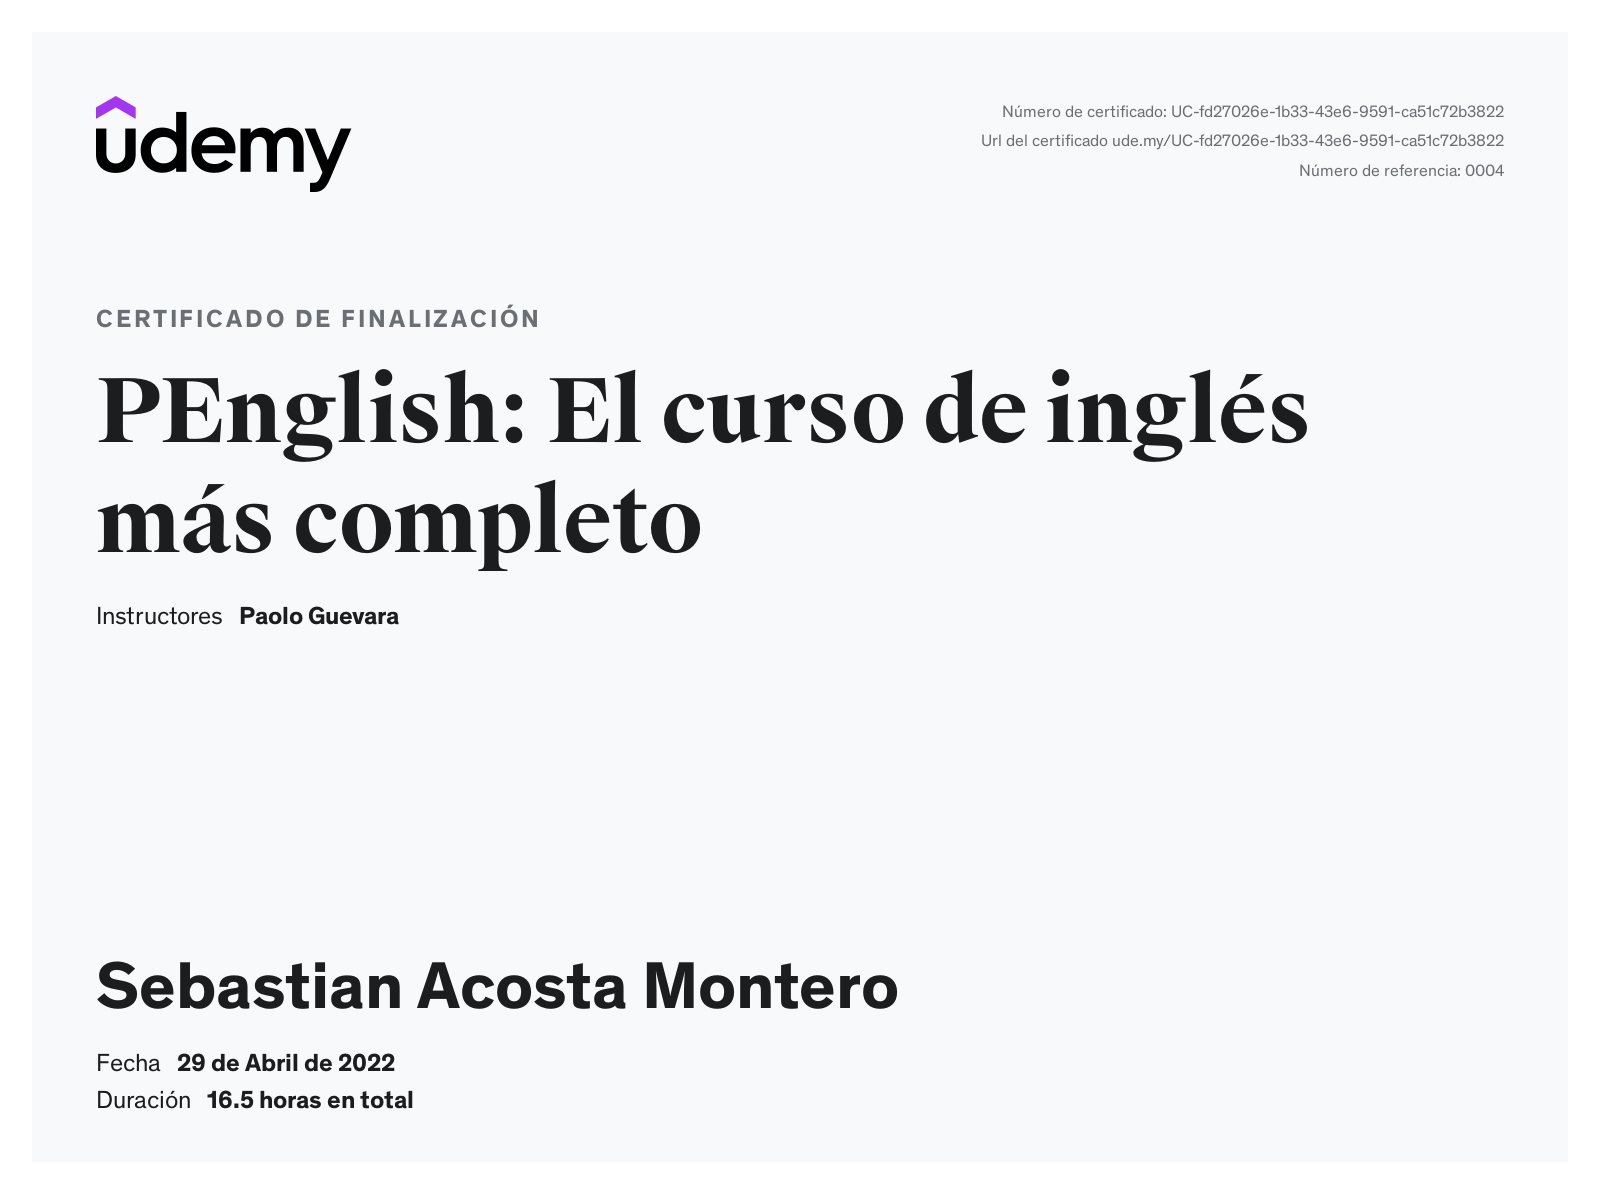 udemy
Número de certificado: UC-fd27026e-1b33-43e6-9591-ca51c72b3822
Url del certificado ude.my/UC-fd27026e-1b33-43e6-9591-ca51c72b3822
Número de referencia: 0004
CERTIFICADO DE FINALIZACIÓN
PEnglish: El curso de inglés
más completo
Instructores Paolo Guevara
Sebastian Acosta Montero
Fecha 29 de Abril de 2022
Duración 16.5 horas en total